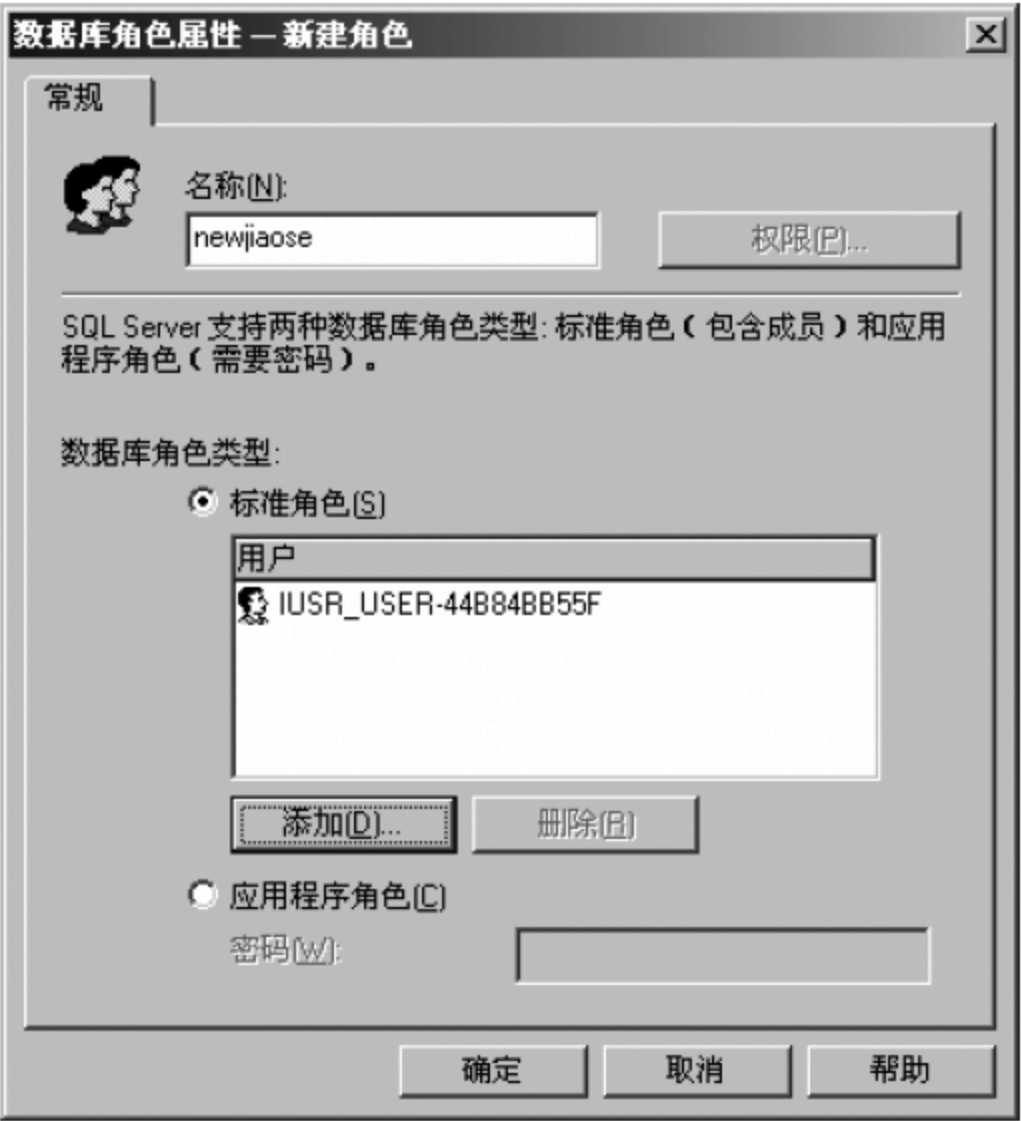 数据库角色属性 — 新建角色
常规
名称(N):
newjiaose
权限(P)...
SQL Server 支持两种数据库角色类型: 标准角色 ( 包含成员 ) 和应用
程序角色 ( 需要密码 ) 。
数据库角色类型:
标准角色(S)
用户
IUSR_USER-44B84BB55F
添加(D)...
删除(R)
应用程序角色(C)
密码(W):
确定
取消
帮助